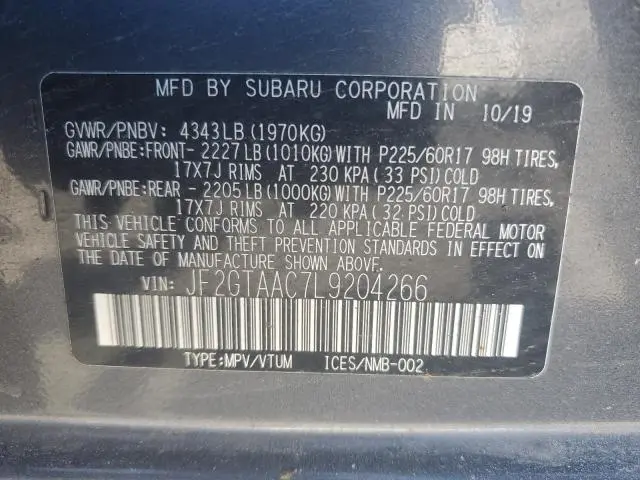 MFD BY SUBARU CORPORATION
MFD IN 10/19
GVWR/PNBV: 4343LB(1970KG)
GAWR/PNBE:FRONT- 2227LB(1010KG)WITH P225/60R17 98H TIRES,
17X7J RIMS AT 230 KPA(33 PSI)COLD
GAWR/PNBE:REAR - 2205LB(1000KG)WITH P225/60R17 98H TIRES,
17X7J RIMS AT 220 KPA(32 PSI)COLD
THIS VEHICLE CONFORMS TO ALL APPLICABLE FEDERAL MOTOR
VEHICLE SAFETY AND THEFT PREVENTION STANDARDS IN EFFECT ON
THE DATE OF MANUFACTURE SHOWN ABOVE.
VIN: JF2GTAAC7L9204266
TYPE:MPV/VTUM ICES/NMB-002